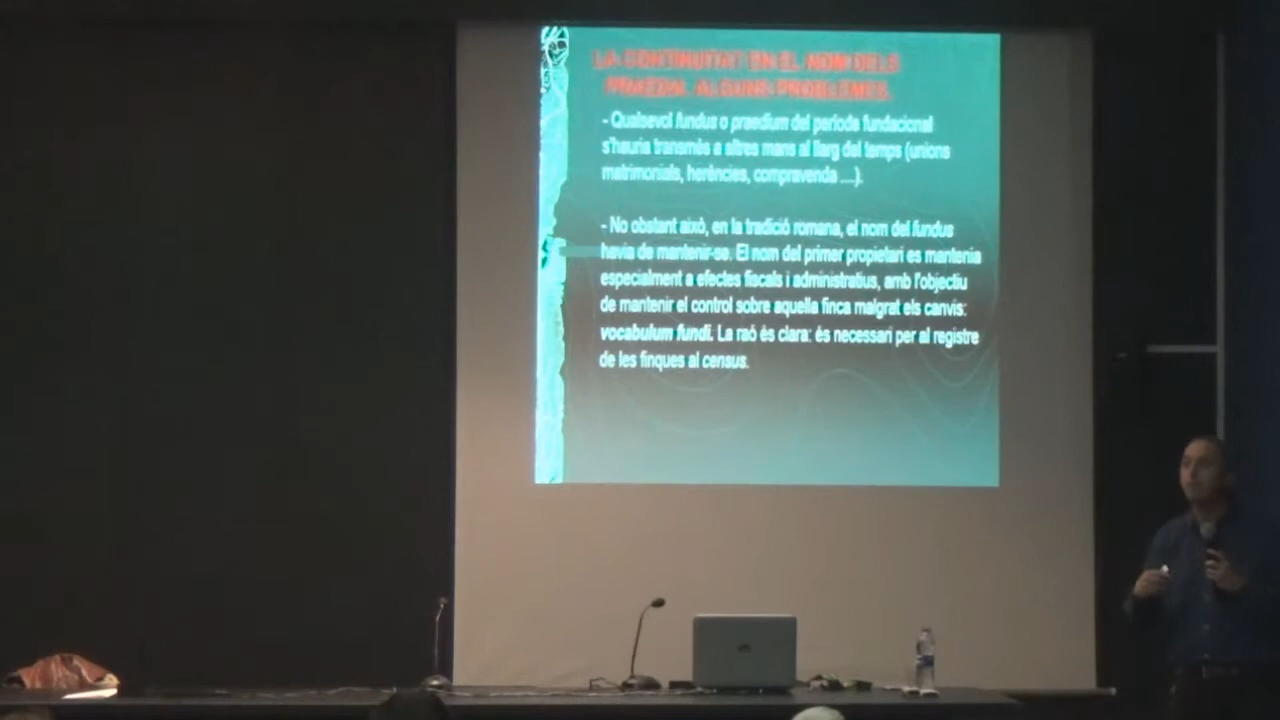 LA CONTINUITAT EN EL NOM DELS
PRAEDIA. ALGUNS PROBLEMES.
- Qualsevol fundus o praedium del període fundacional
s'hauria transmès a altres mans al llarg del temps (unions
matrimonials, herències, compravenda ....).
- No obstant això, en la tradició romana, el nom del fundus
havia de mantenir-se. El nom del primer propietari es mantenia
especialment a efectes fiscals i administratius, amb l'objectiu
de mantenir el control sobre aquella finca malgrat els canvis:
vocabulum fundi. La raó és clara: és necessari per al registre
de les finques al census.